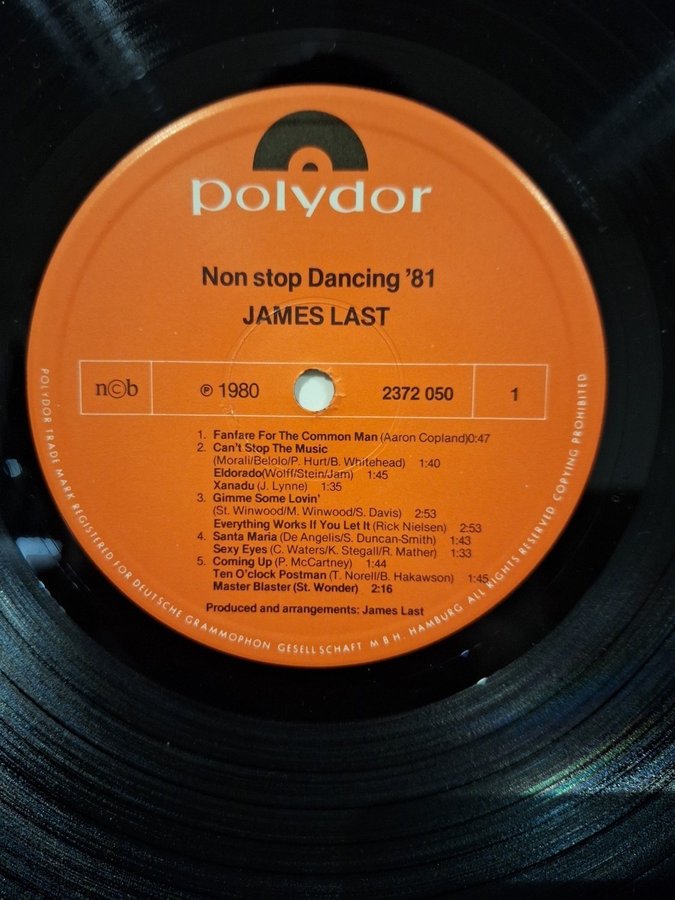 polydor
Non stop Dancing '81
JAMES LAST
n©b ℗ 1980 2372 050 1
1. Fanfare For The Common Man (Aaron Copland)0:47
2. Can't Stop The Music
(Morali/Belolo/P. Hurt/B. Whitehead) 1:40
Eldorado(Wolff/Stein/Jam) 1:45
Xanadu (J. Lynne) 1:35
3. Gimme Some Lovin'
(St. Winwood/M. Winwood/S. Davis) 2:53
Everything Works If You Let It (Rick Nielsen) 2:53
4. Santa Maria (De Angelis/S. Duncan-Smith) 1:43
Sexy Eyes (C. Waters/K. Stegall/R. Mather) 1:33
5. Coming Up (P. McCartney) 1:44
Ten O'clock Postman (T. Norell/B. Hakawson) 1:45
Master Blaster (St. Wonder) 2:16
Produced and arrangements: James Last
POLYDOR TRADE MARK REGISTERED FOR DEUTSCHE GRAMMOPHON GESELLSCHAFT M B H. HAMBURG ALL RIGHTS RESERVED COPYING PROHIBITED